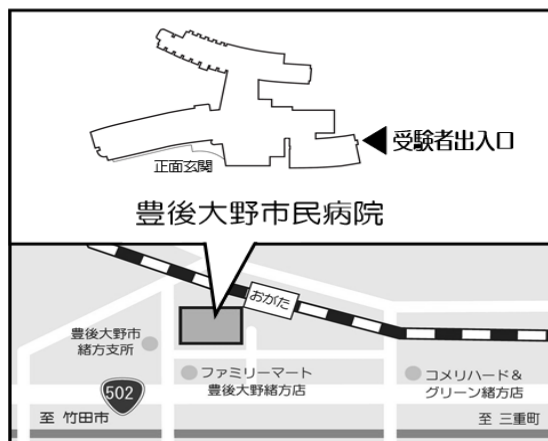 受験者出入口
正面玄関
豊後大野市民病院
おがた
豊後大野市
緒方支所
ファミリーマート
豊後大野緒方店
コメリハード&
グリーン緒方店
502
至 竹田市
至 三重町